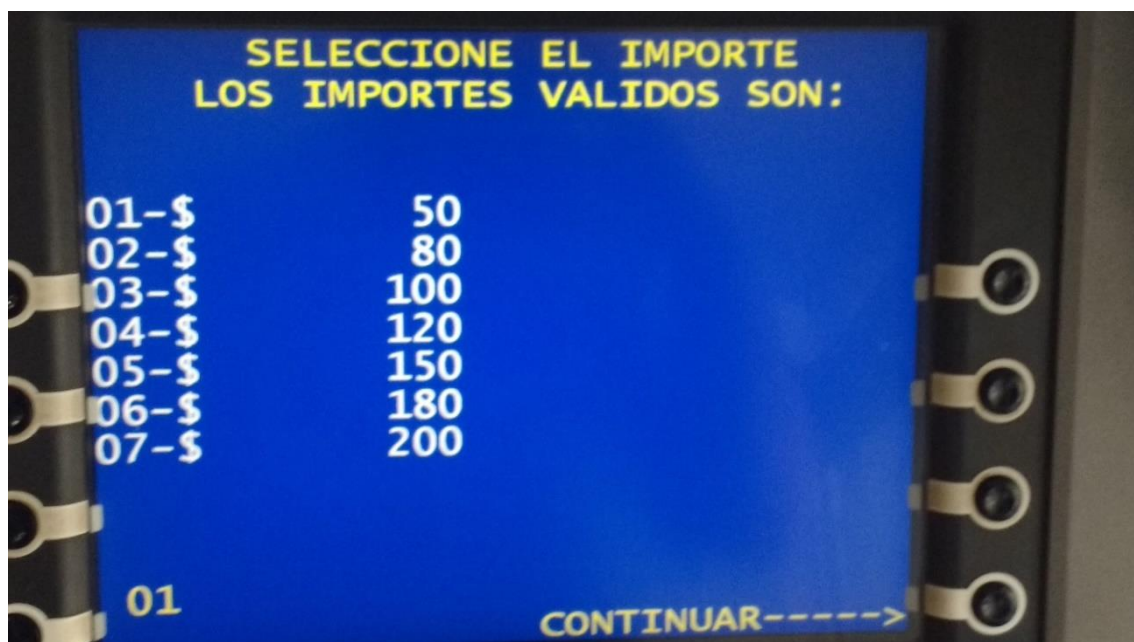 SELECCIONE EL IMPORTE
LOS IMPORTES VALIDOS SON:
01-$ 50
02-$ 80
03-$ 100
04-$ 120
05-$ 150
06-$ 180
07-$ 200
01
CONTINUAR----->